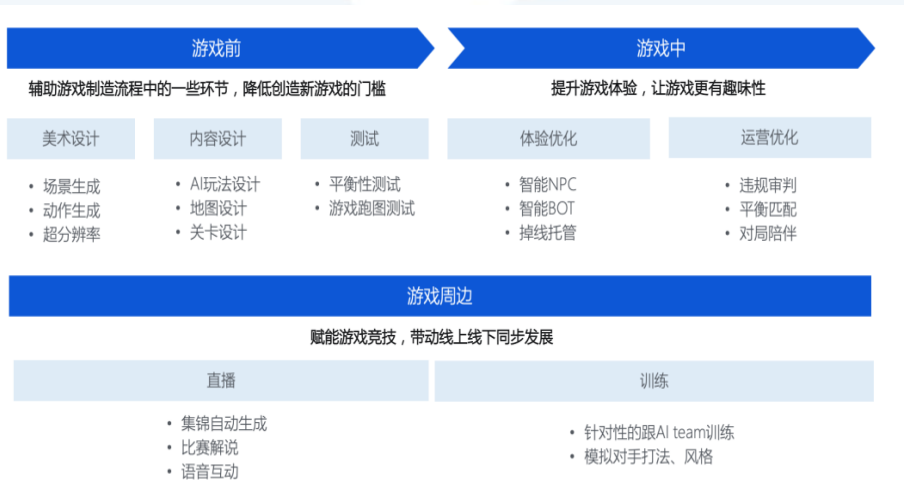 游戏前
游戏中
辅助游戏制造流程中的一些环节，降低创造新游戏的门槛
提升游戏体验，让游戏更有趣味性
美术设计
内容设计
测试
体验优化
运营优化
• 场景生成
• 动作生成
• 超分辨率
• AI玩法设计
• 地图设计
• 关卡设计
• 平衡性测试
• 游戏跑图测试
• 智能NPC
• 智能BOT
• 掉线托管
• 违规审判
• 平衡匹配
• 对局陪伴
游戏周边
赋能游戏竞技，带动线上线下同步发展
直播
训练
• 集锦自动生成
• 比赛解说
• 语音互动
• 针对性的跟AI team训练
• 模拟对手打法、风格